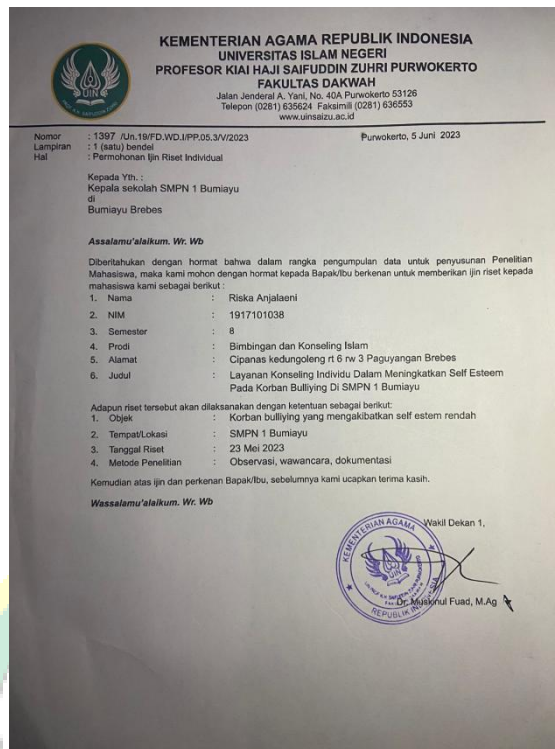 KEMENTERIAN AGAMA REPUBLIK INDONESIA
UNIVERSITAS ISLAM NEGERI
PROFESOR KIAI HAJI SAIFUDDIN ZUHRI PURWOKERTO
FAKULTAS DAKWAH
Jalan Jenderal A. Yani, No. 40A Purwokerto 53126
Telepon (0281) 635624 Faksimili (0281) 636553
www.uinsaizu.ac.id
UIN
Nomor : 1397 /Un.19/FD.WD.I/PP.05.3/V/2023 Purwokerto, 5 Juni 2023
Lampiran : 1 (satu) bendel
Hal : Permohonan Ijin Riset Individual
Kepada Yth. :
Kepala sekolah SMPN 1 Bumiayu
di
Bumiayu Brebes
Assalamu'alaikum. Wr. Wb
Diberitahukan dengan hormat bahwa dalam rangka pengumpulan data untuk penyusunan Penelitian
Mahasiswa, maka kami mohon dengan hormat kepada Bapak/Ibu berkenan untuk memberikan ijin riset kepada
mahasiswa kami sebagai berikut :
1. Nama : Riska Anjalaeni
2. NIM : 1917101038
3. Semester : 8
4. Prodi : Bimbingan dan Konseling Islam
5. Alamat : Cipanas kedungoleng rt 6 rw 3 Paguyangan Brebes
6. Judul : Layanan Konseling Individu Dalam Meningkatkan Self Esteem
Pada Korban Bulliying Di SMPN 1 Bumiayu
Adapun riset tersebut akan dilaksanakan dengan ketentuan sebagai berikut:
1. Objek : Korban bulliying yang mengakibatkan self estem rendah
2. Tempat/Lokasi : SMPN 1 Bumiayu
3. Tanggal Riset : 23 Mei 2023
4. Metode Penelitian : Observasi, wawancara, dokumentasi
Kemudian atas ijin dan perkenan Bapak/Ibu, sebelumnya kami ucapkan terima kasih.
Wassalamu'alaikum. Wr. Wb
Wakil Dekan 1,
KEMENTERIAN AGAMA
UIN
REPUBLIK INDONESIA
Dr. Muskinul Fuad, M.Ag